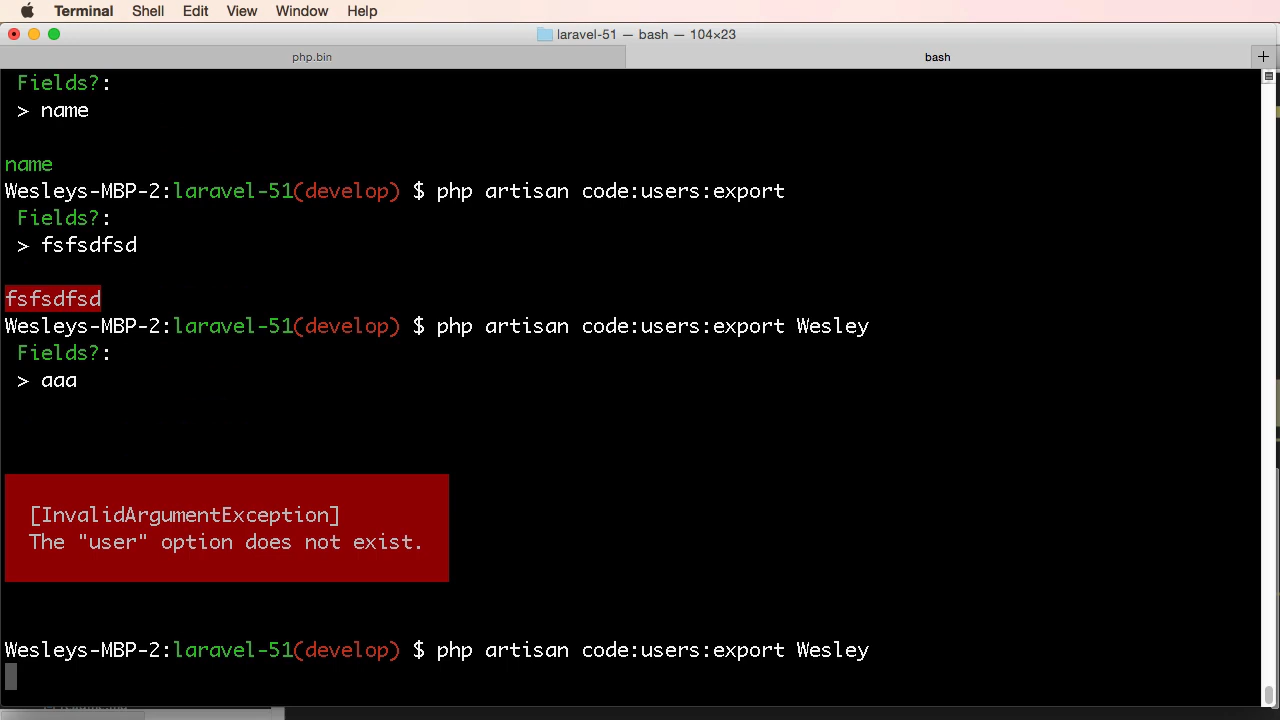 Terminal Shell Edit View Window Help
laravel-51 — bash — 104×23
php.bin bash +
Fields?:
> name
name
Wesleys-MBP-2:laravel-51(develop) $ php artisan code:users:export
Fields?:
> fsfsdfsd
fsfsdfsd
Wesleys-MBP-2:laravel-51(develop) $ php artisan code:users:export Wesley
Fields?:
> aaa
[InvalidArgumentException]
The "user" option does not exist.
Wesleys-MBP-2:laravel-51(develop) $ php artisan code:users:export Wesley